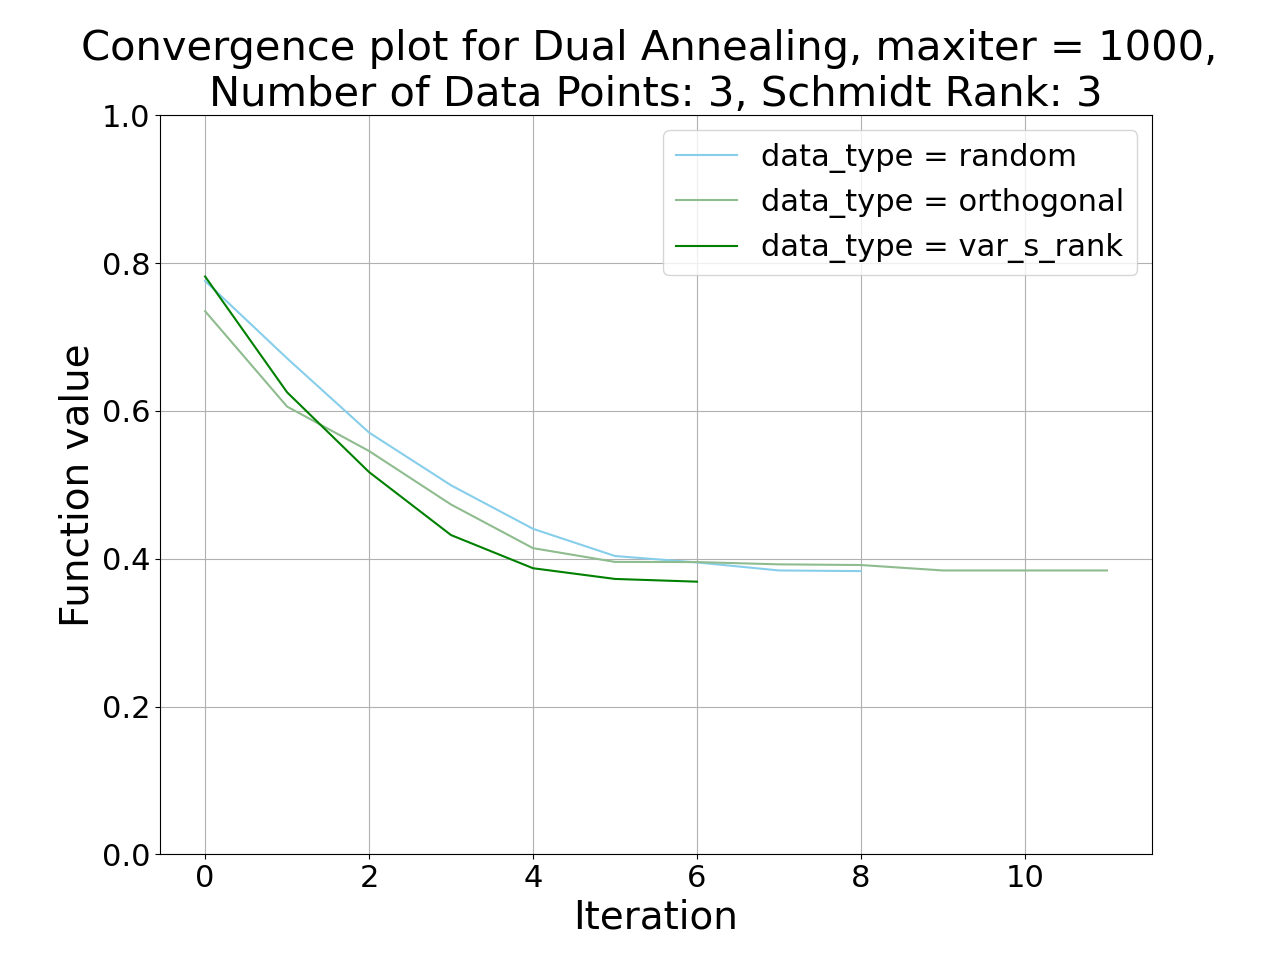 Convergence plot for Dual Annealing, maxiter = 1000,
Number of Data Points: 3, Schmidt Rank: 3
1.0
0.8
0.6
0.4
0.2
0.0
Function value
data_type = random
data_type = orthogonal
data_type = var_s_rank
0 2 4 6 8 10
Iteration